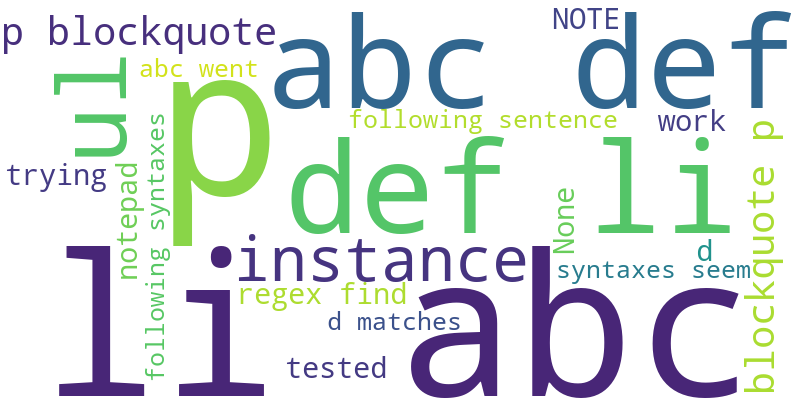 p blockquote
abc def
NOTE
ul
abc went
p
following sentence
work
blockquote p
trying
notepad
following syntaxes
def li
None
d
li
instance
abc
syntaxes seem
regex find
d matches
tested